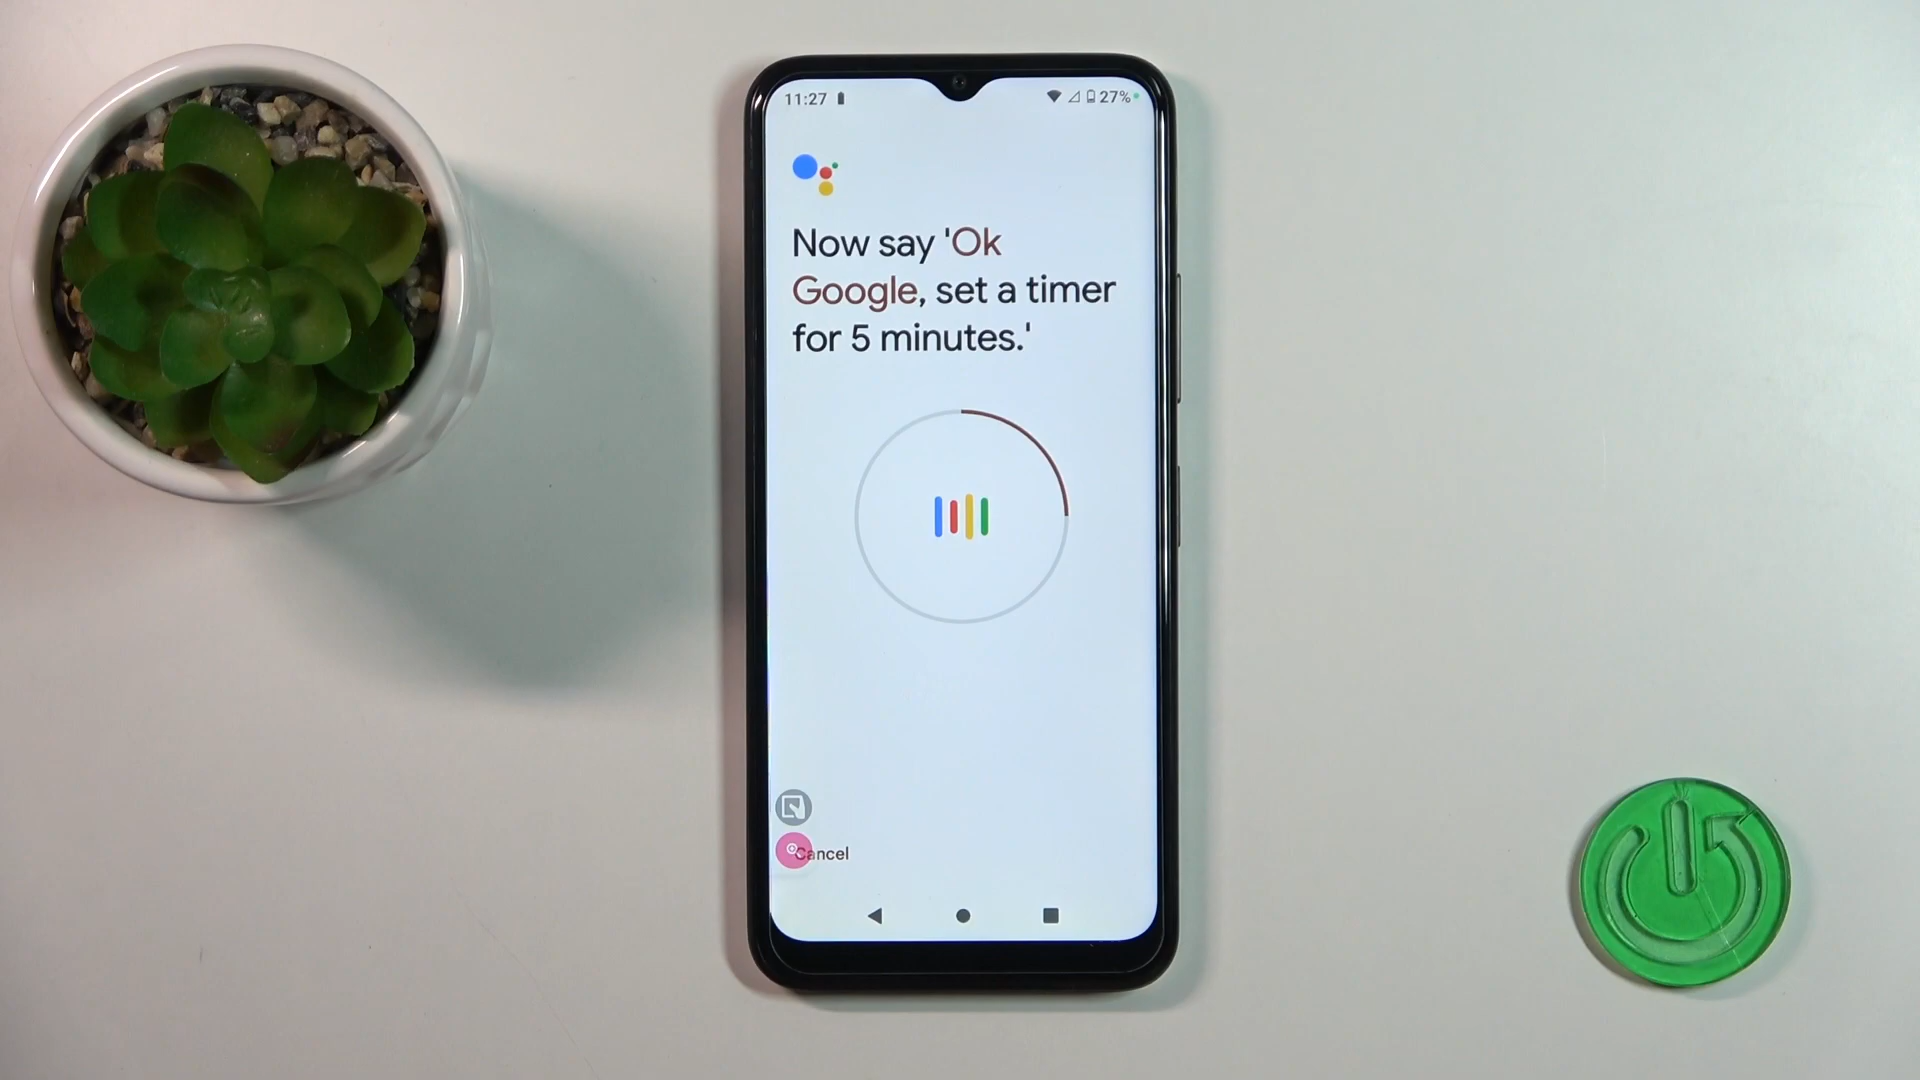 11:27 27%
Now say 'Ok
Google, set a timer
for 5 minutes.'
Cancel